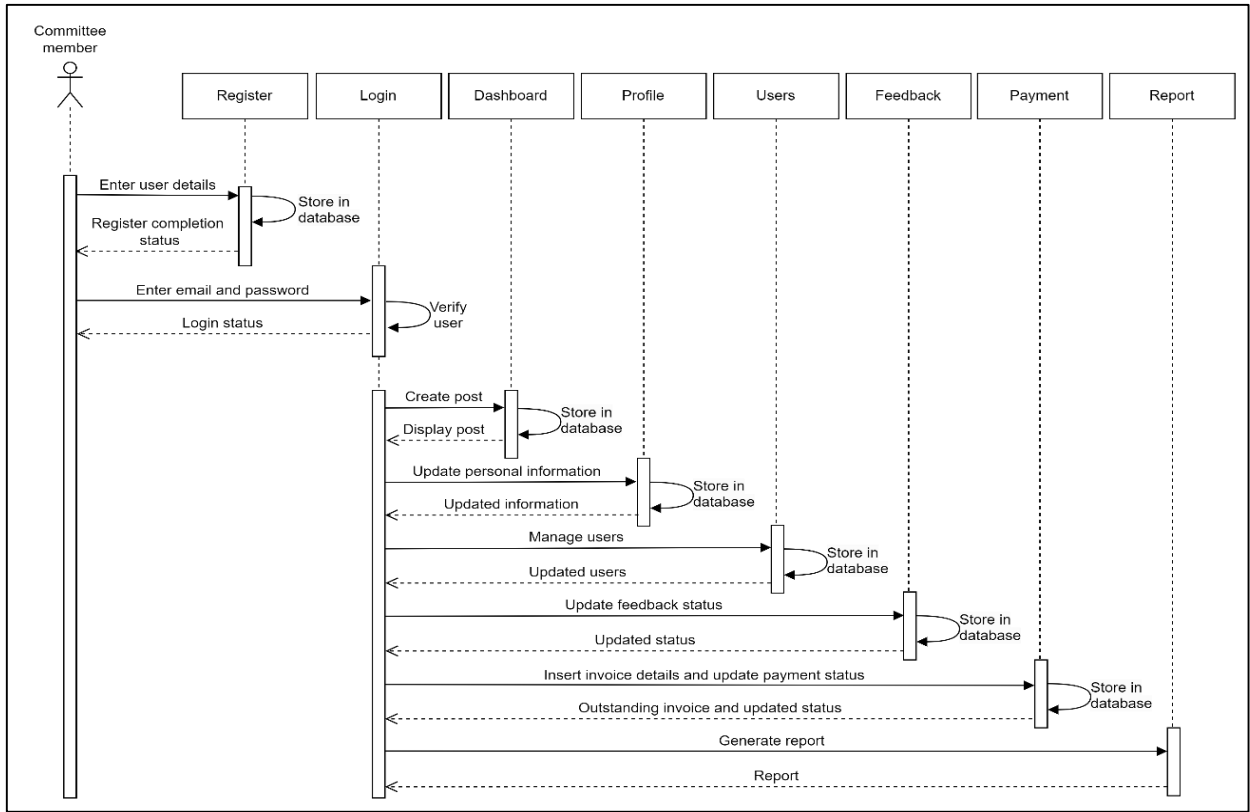 Committee
member
Register
Login
Dashboard
Profile
Users
Feedback
Payment
Report
Enter user details
Store in
database
Register completion
status
Enter email and password
Verify
user
Login status
Create post
Store in
database
Display post
Update personal information
Store in
database
Updated information
Manage users
Store in
database
Updated users
Update feedback status
Store in
database
Updated status
Insert invoice details and update payment status
Store in
database
Outstanding invoice and updated status
Generate report
Report